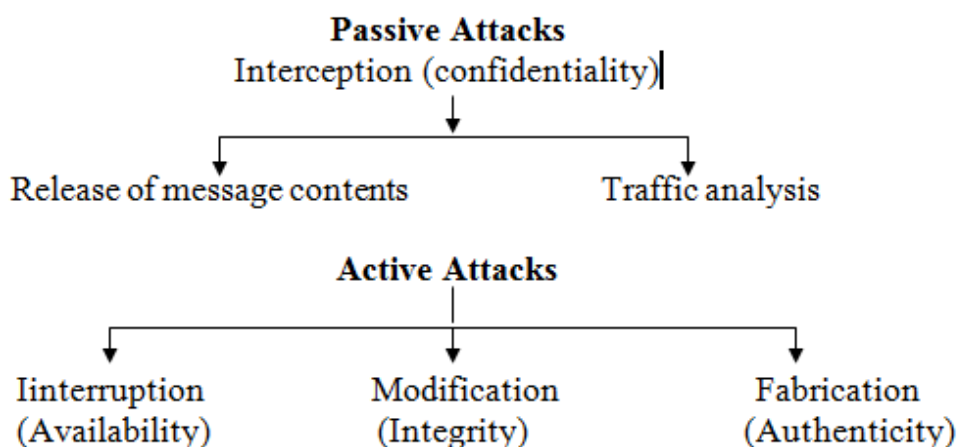 Passive Attacks
Interception (confidentiality)
Release of message contents Traffic analysis
Active Attacks
Iinterruption Modification Fabrication
(Availability) (Integrity) (Authenticity)